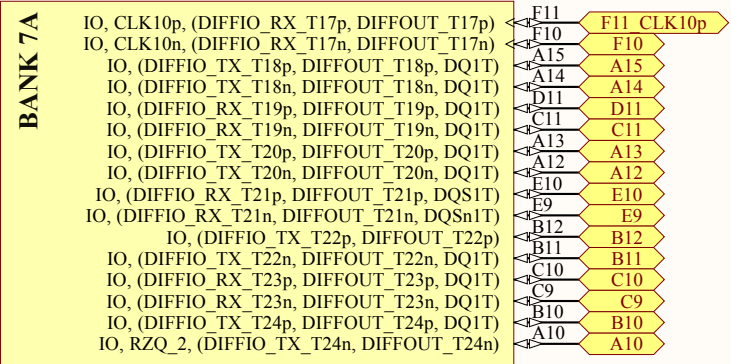 BANK 7A
IO, CLK10p, (DIFFIO_RX_T17p, DIFFOUT_T17p) F11 F11_CLK10p
IO, CLK10n, (DIFFIO_RX_T17n, DIFFOUT_T17n) F10 F10
IO, (DIFFIO_TX_T18p, DIFFOUT_T18p, DQ1T) A15 A15
IO, (DIFFIO_TX_T18n, DIFFOUT_T18n, DQ1T) A14 A14
IO, (DIFFIO_RX_T19p, DIFFOUT_T19p, DQ1T) D11 D11
IO, (DIFFIO_RX_T19n, DIFFOUT_T19n, DQ1T) C11 C11
IO, (DIFFIO_TX_T20p, DIFFOUT_T20p, DQ1T) A13 A13
IO, (DIFFIO_TX_T20n, DIFFOUT_T20n, DQ1T) A12 A12
IO, (DIFFIO_RX_T21p, DIFFOUT_T21p, DQS1T) E10 E10
IO, (DIFFIO_RX_T21n, DIFFOUT_T21n, DQSn1T) E9 E9
IO, (DIFFIO_TX_T22p, DIFFOUT_T22p) B12 B12
IO, (DIFFIO_TX_T22n, DIFFOUT_T22n, DQ1T) B11 B11
IO, (DIFFIO_RX_T23p, DIFFOUT_T23p, DQ1T) C10 C10
IO, (DIFFIO_RX_T23n, DIFFOUT_T23n, DQ1T) C9 C9
IO, (DIFFIO_TX_T24p, DIFFOUT_T24p, DQ1T) B10 B10
IO, RZQ_2, (DIFFIO_TX_T24n, DIFFOUT_T24n) A10 A10